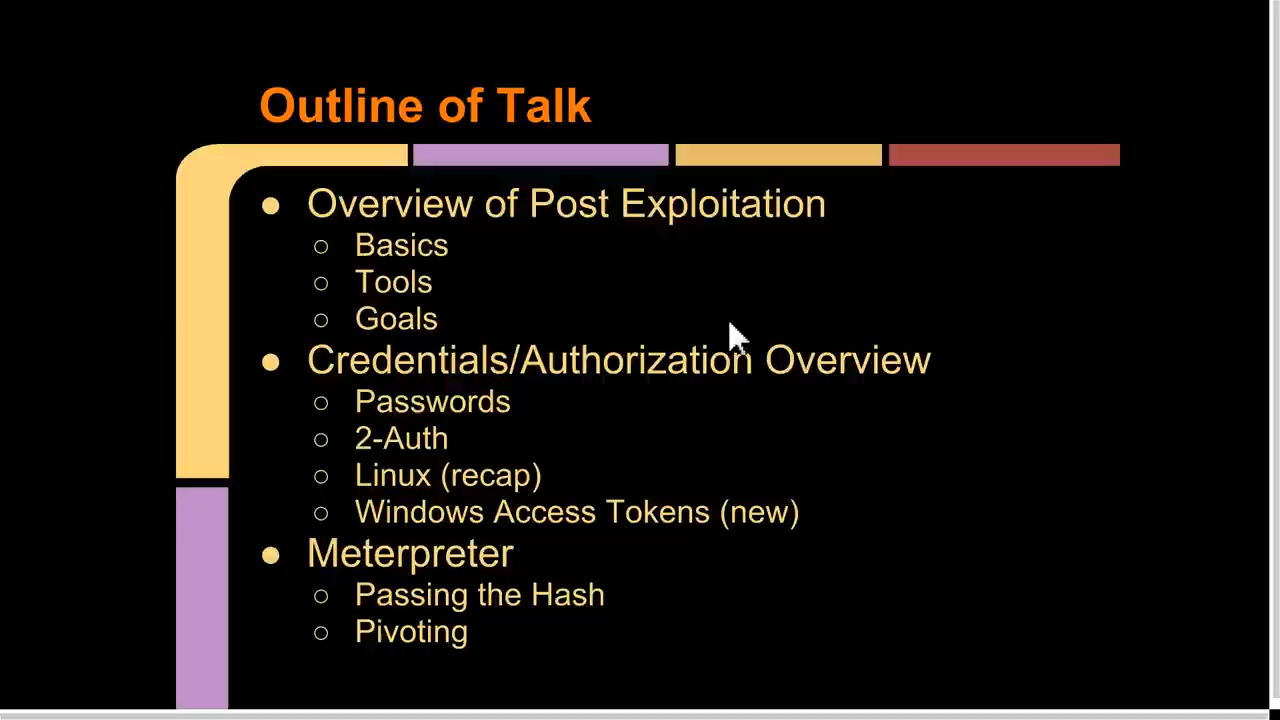 Outline of Talk
● Overview of Post Exploitation
○ Basics
○ Tools
○ Goals
● Credentials/Authorization Overview
○ Passwords
○ 2-Auth
○ Linux (recap)
○ Windows Access Tokens (new)
● Meterpreter
○ Passing the Hash
○ Pivoting